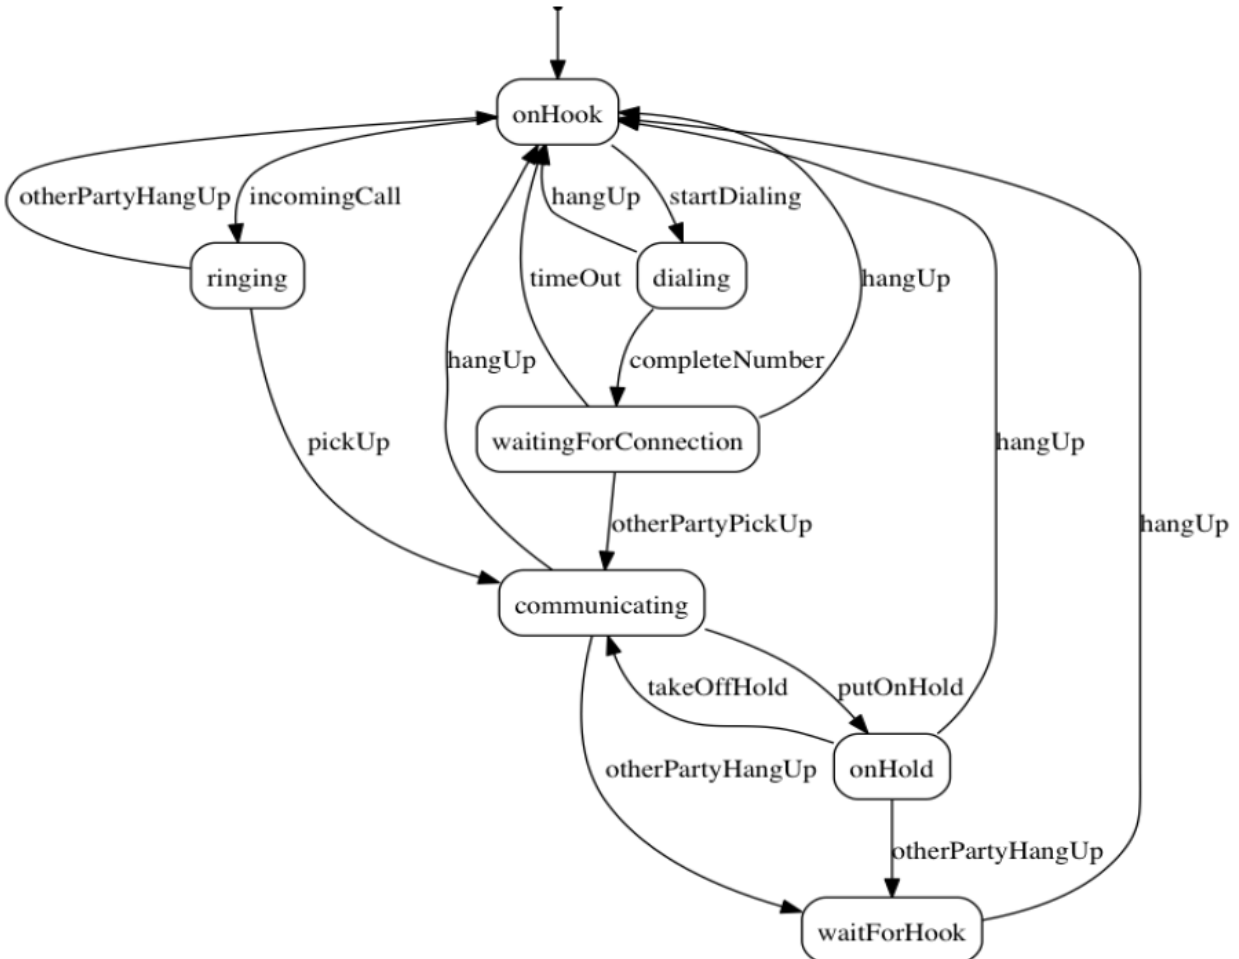 onHook
otherPartyHangUp
incomingCall
hangUp
startDialing
ringing
timeOut
dialing
hangUp
hangUp
completeNumber
pickUp
waitingForConnection
hangUp
otherPartyPickUp
hangUp
communicating
takeOffHold
putOnHold
otherPartyHangUp
onHold
otherPartyHangUp
waitForHook